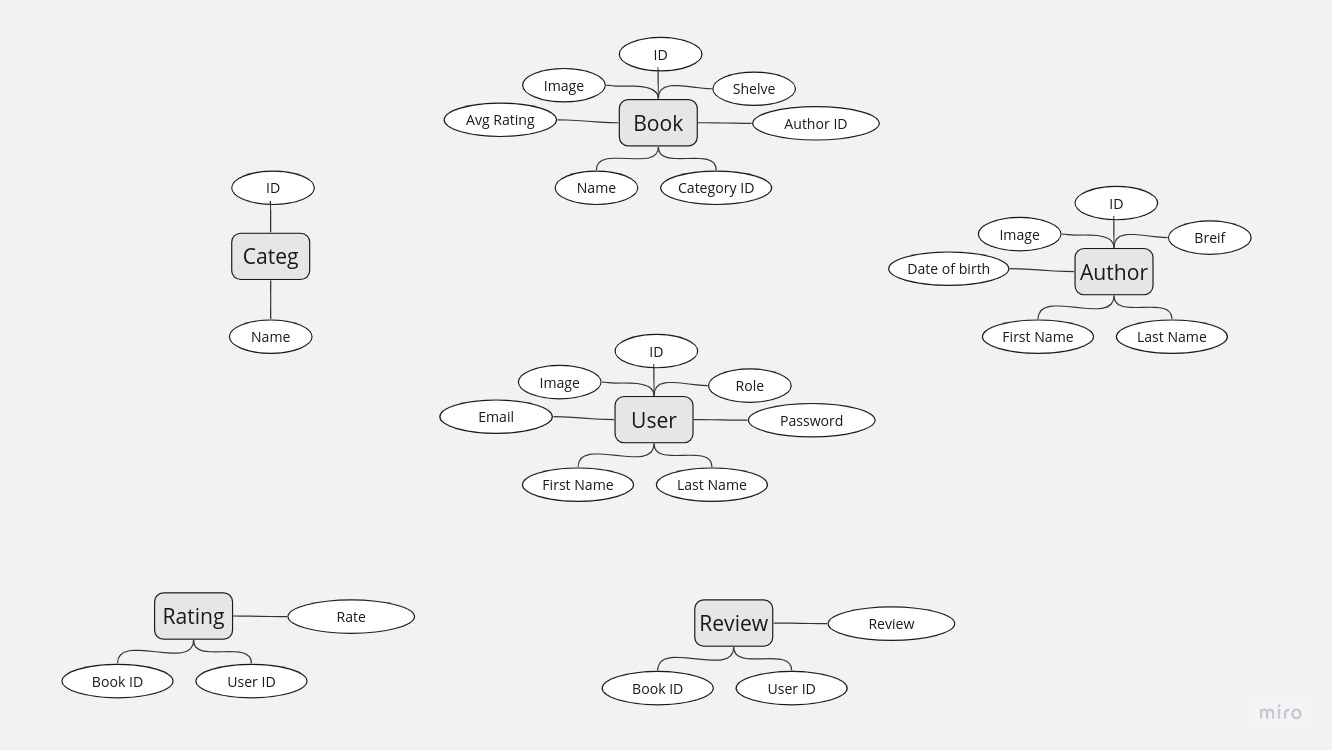 ID
Image
Shelve
Avg Rating
Book
Author ID
Name
Category ID
ID
Categ
Name
ID
Image
Breif
Date of birth
Author
First Name
Last Name
ID
Image
Role
Email
User
Password
First Name
Last Name
Rating
Rate
Book ID
User ID
Review
Review
Book ID
User ID
miro